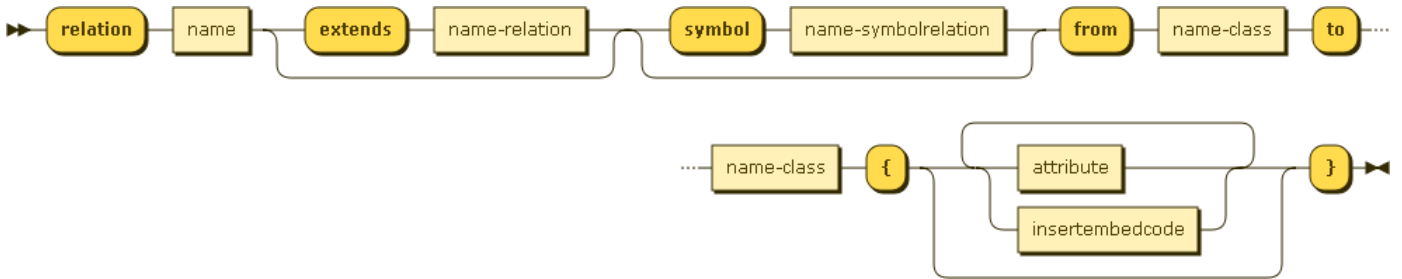 relation name extends name-relation symbol name-symbolrelation from name-class to
name-class { attribute }
insertembedcode